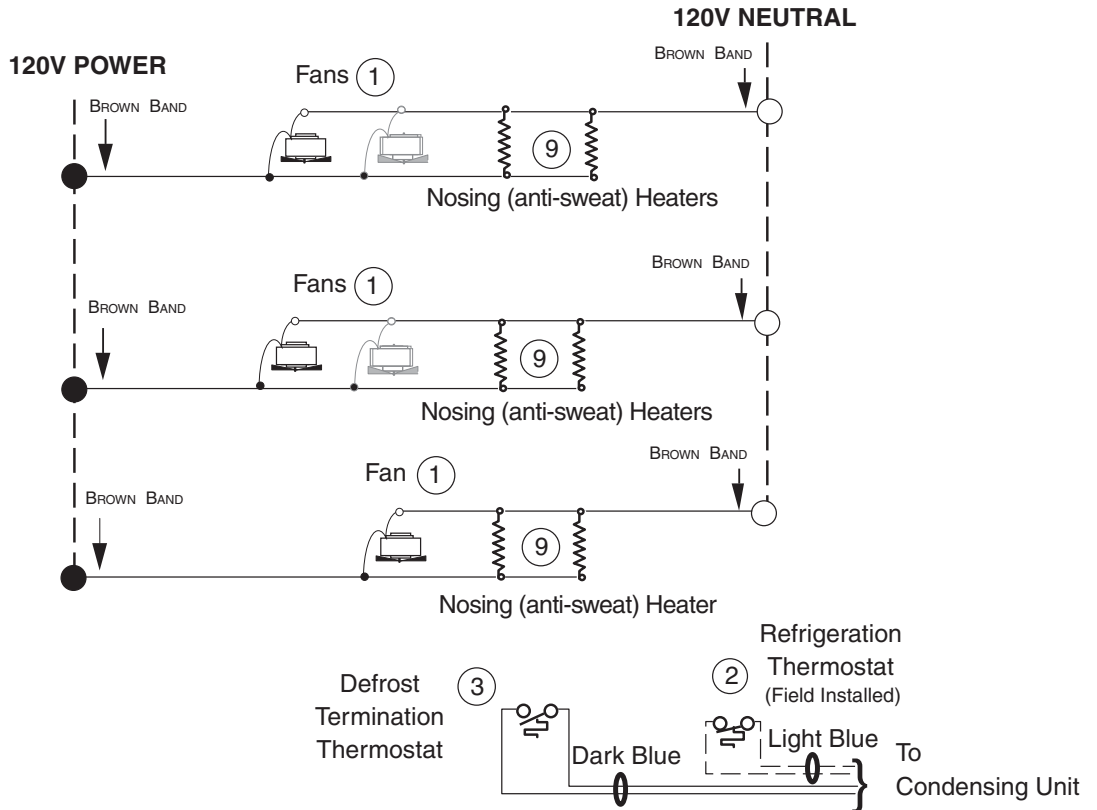 120V NEUTRAL
120V POWER
BROWN BAND
BROWN BAND
Fans 1
9
Nosing (anti-sweat) Heaters
BROWN BAND
BROWN BAND
Fans 1
9
Nosing (anti-sweat) Heaters
BROWN BAND
BROWN BAND
Fan 1
9
Nosing (anti-sweat) Heater
Defrost
Termination
Thermostat
3
Dark Blue
2
Refrigeration
Thermostat
(Field Installed)
Light Blue
To
Condensing Unit